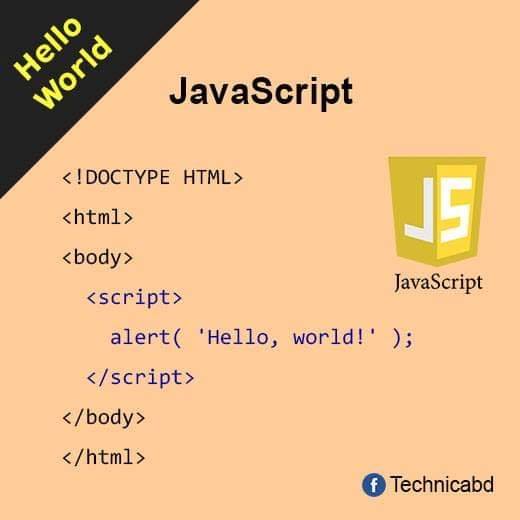 Hello
World
JavaScript
<!DOCTYPE HTML>
<html>
<body>
<script>
alert( 'Hello, world!' );
</script>
</body>
</html>
JS
JavaScript
f Technicabd